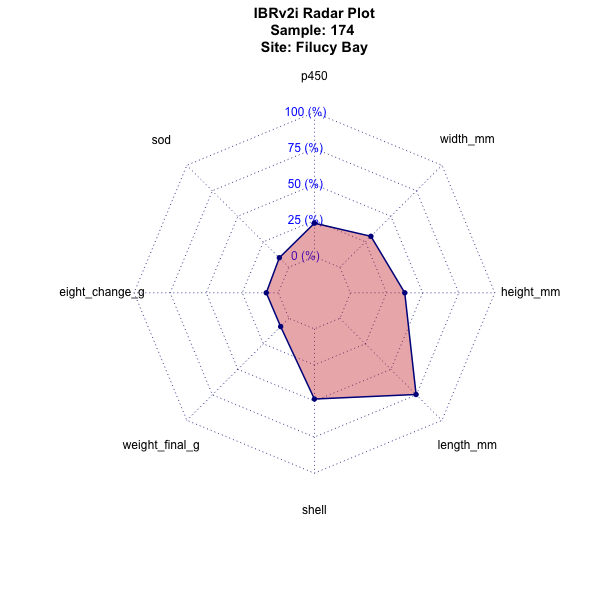 IBRv2i Radar Plot
Sample: 174
Site: Filucy Bay
p450
100 (%)
sod
width_mm
75 (%)
50 (%)
25 (%)
0 (%)
eight_change_g
height_mm
weight_final_g
length_mm
shell